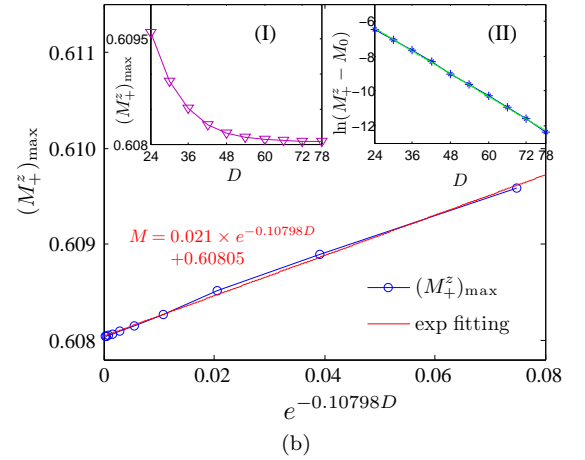 0.611
0.610
0.609
0.608
(M₊ᶻ)max
0 0.02 0.04 0.06 0.08
e^{−0.10798D}
(b)
M = 0.021 × e^{−0.10798D}
+0.60805
(M₊ᶻ)max
exp fitting
(I)
0.6095
0.608
(M₊ᶻ)max
24 36 48 60 72 78
D
(II)
−6
−8
−10
−12
ln(M₊ᶻ − M₀)
24 36 48 60 72 78
D